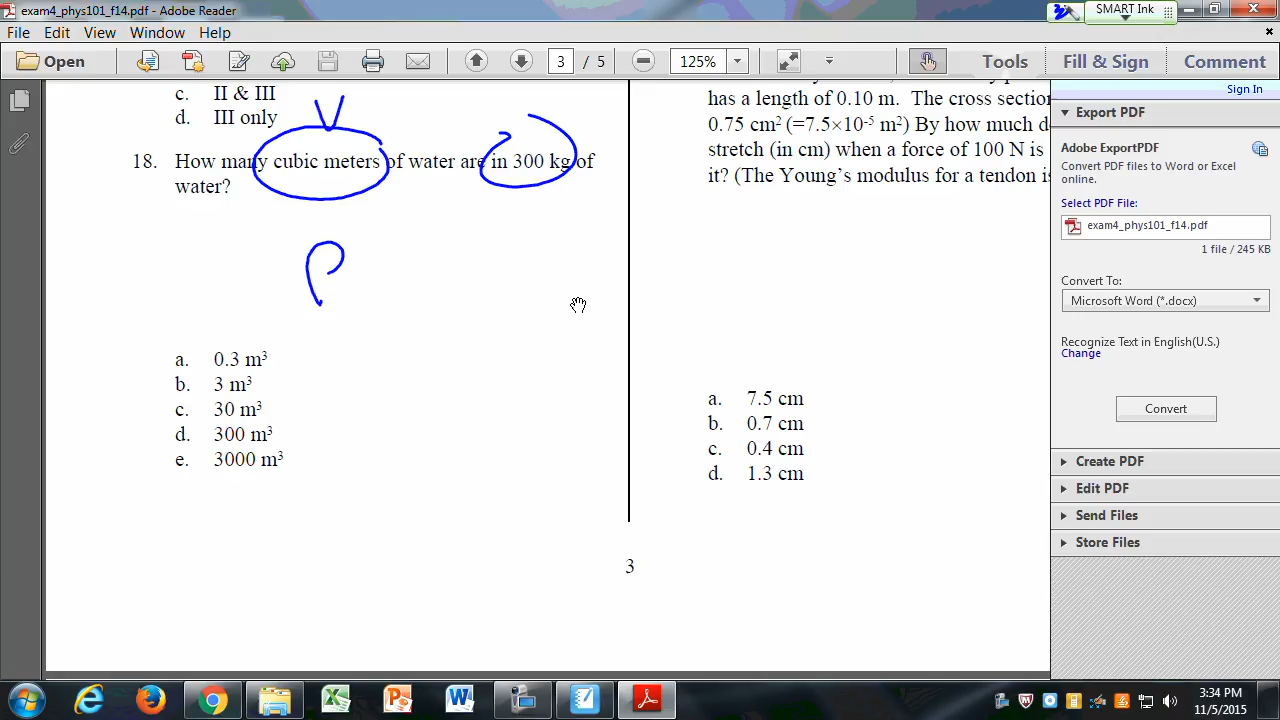 exam4_phys101_f14.pdf - Adobe Reader
SMART Ink
File Edit View Window Help
Open 3 / 5 125% Tools Fill & Sign Comment
Sign In
c. II & III
d. III only
V
18. How many cubic meters of water are in 300 kg of
water?
ρ
a. 0.3 m³
b. 3 m³
c. 30 m³
d. 300 m³
e. 3000 m³
has a length of 0.10 m. The cross section
0.75 cm² (=7.5×10⁻⁵ m²) By how much d
stretch (in cm) when a force of 100 N is
it? (The Young's modulus for a tendon i
a. 7.5 cm
b. 0.7 cm
c. 0.4 cm
d. 1.3 cm
3
Export PDF
Adobe ExportPDF
Convert PDF files to Word or Excel
online.
Select PDF File:
exam4_phys101_f14.pdf
1 file / 245 KB
Convert To:
Microsoft Word (*.docx)
Recognize Text in English(U.S.)
Change
Convert
Create PDF
Edit PDF
Send Files
Store Files
3:34 PM
11/5/2015